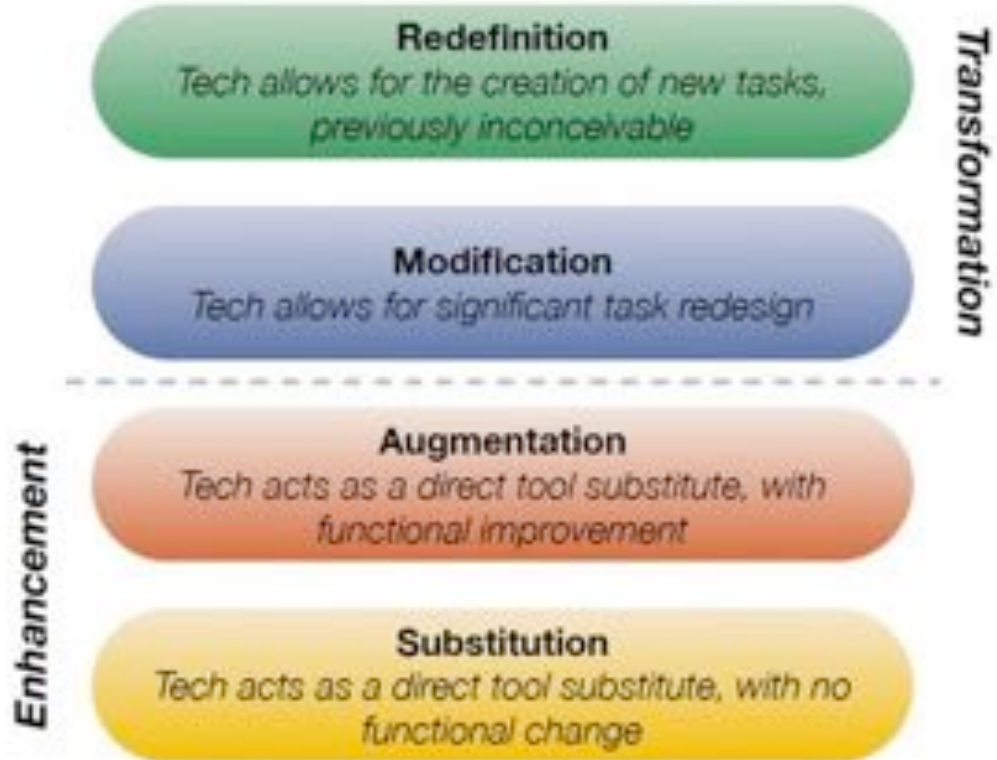 Redefinition
Tech allows for the creation of new tasks,
previously inconceivable
Transformation
Modification
Tech allows for significant task redesign
Augmentation
Tech acts as a direct tool substitute, with
functional improvement
Enhancement
Substitution
Tech acts as a direct tool substitute, with no
functional change